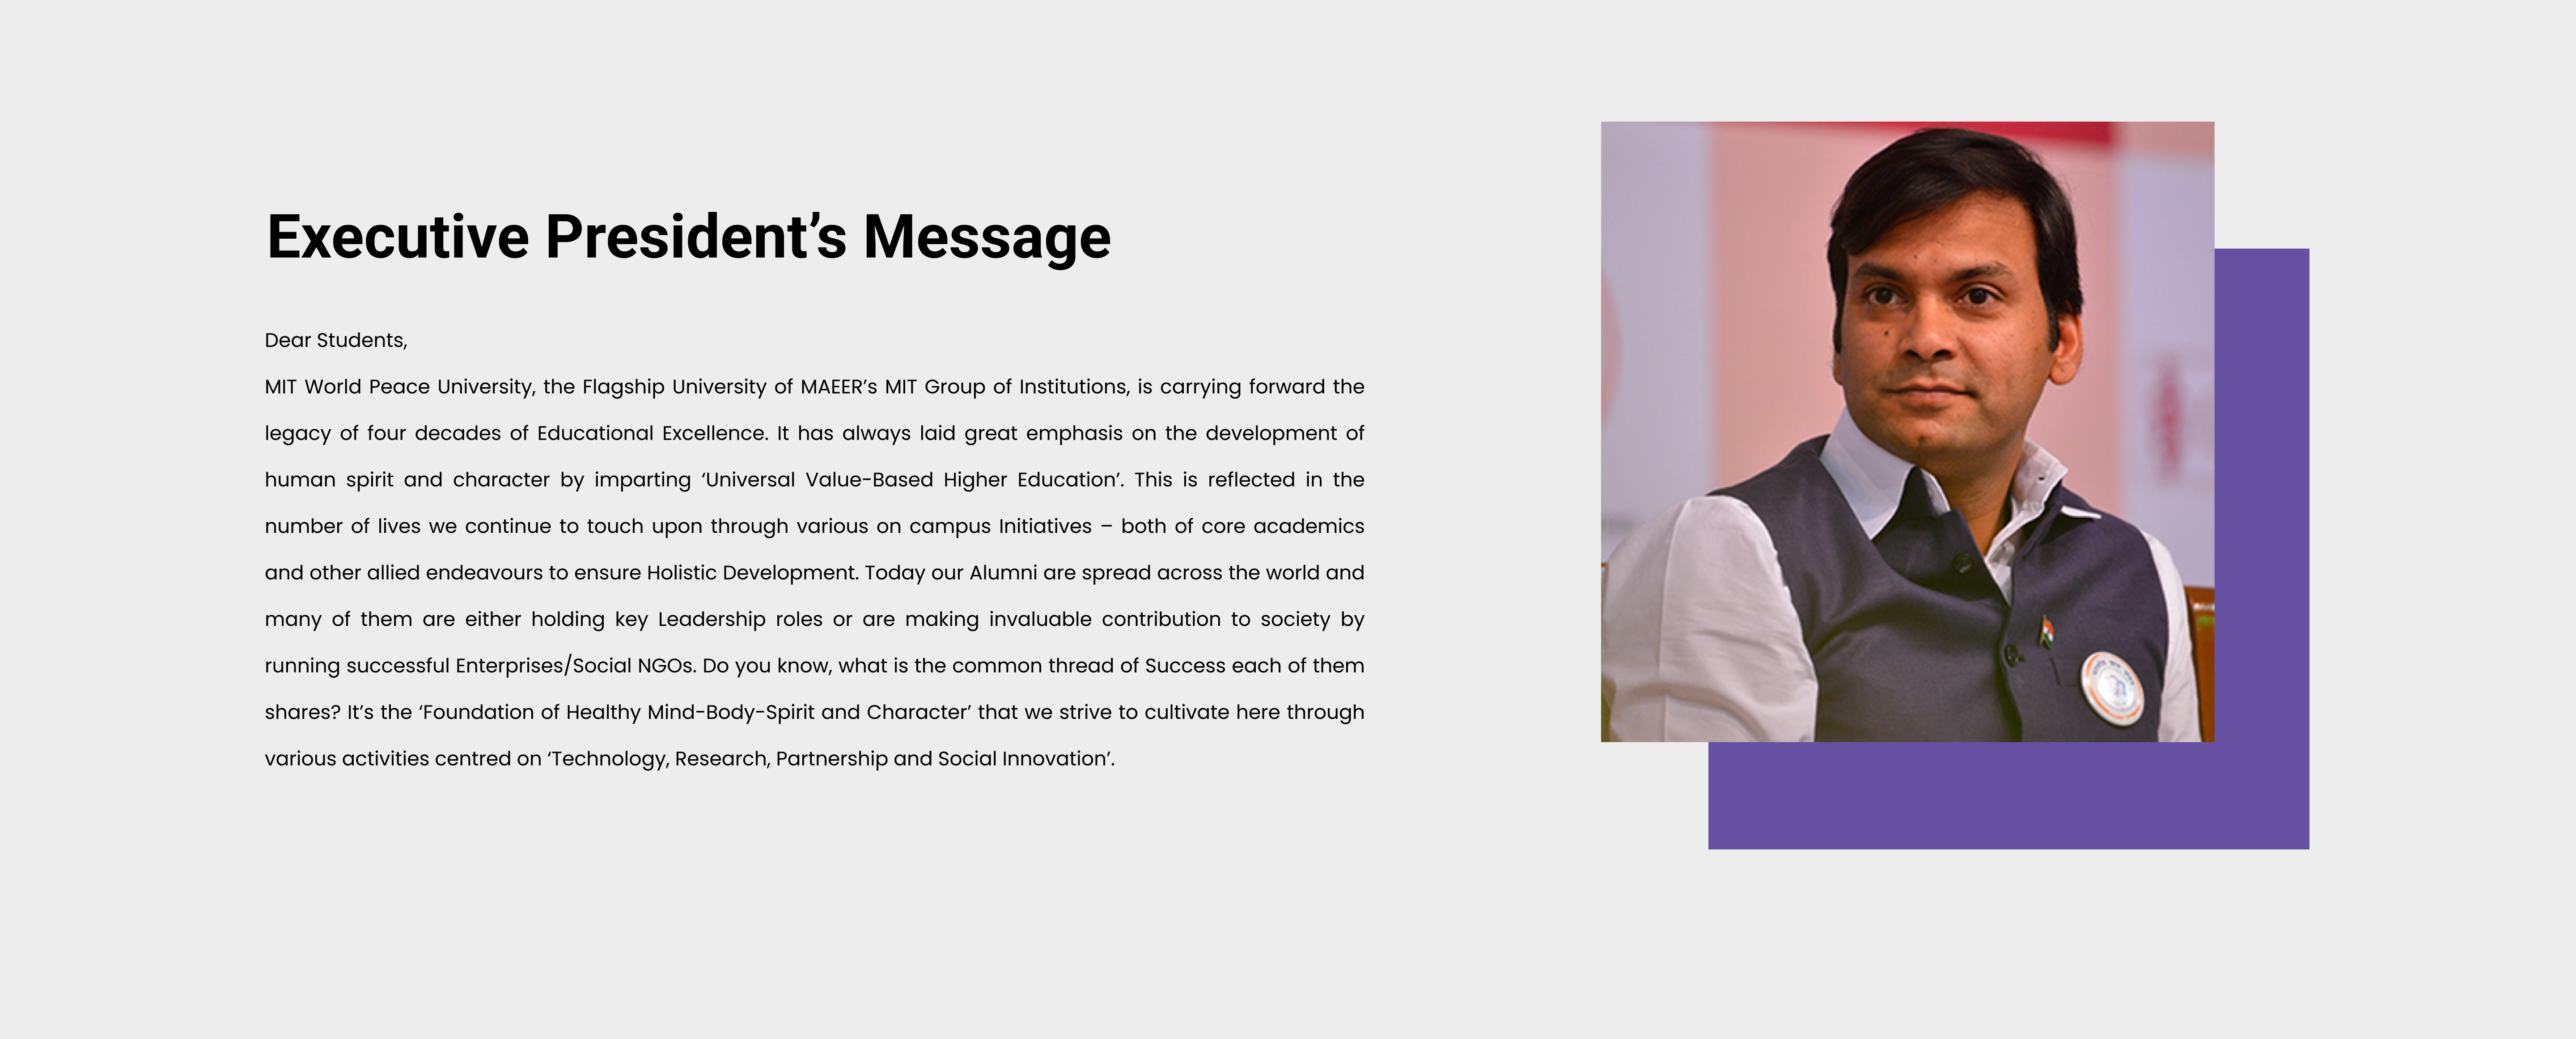 Executive President’s Message
Dear Students,
MIT World Peace University, the Flagship University of MAEER’s MIT Group of Institutions, is carrying forward the
legacy of four decades of Educational Excellence. It has always laid great emphasis on the development of
human spirit and character by imparting ‘Universal Value-Based Higher Education’. This is reflected in the
number of lives we continue to touch upon through various on campus Initiatives – both of core academics
and other allied endeavours to ensure Holistic Development. Today our Alumni are spread across the world and
many of them are either holding key Leadership roles or are making invaluable contribution to society by
running successful Enterprises/Social NGOs. Do you know, what is the common thread of Success each of them
shares? It’s the ‘Foundation of Healthy Mind-Body-Spirit and Character’ that we strive to cultivate here through
various activities centred on ‘Technology, Research, Partnership and Social Innovation’.